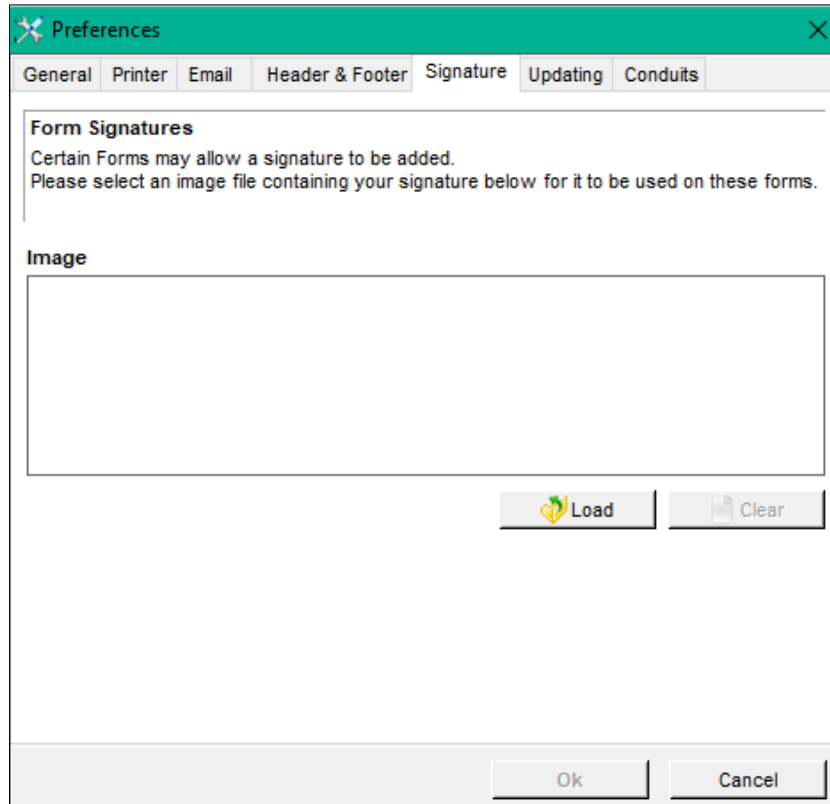 Preferences
General Printer Email Header & Footer Signature Updating Conduits
Form Signatures
Certain Forms may allow a signature to be added.
Please select an image file containing your signature below for it to be used on these forms.
Image
Load Clear
Ok Cancel